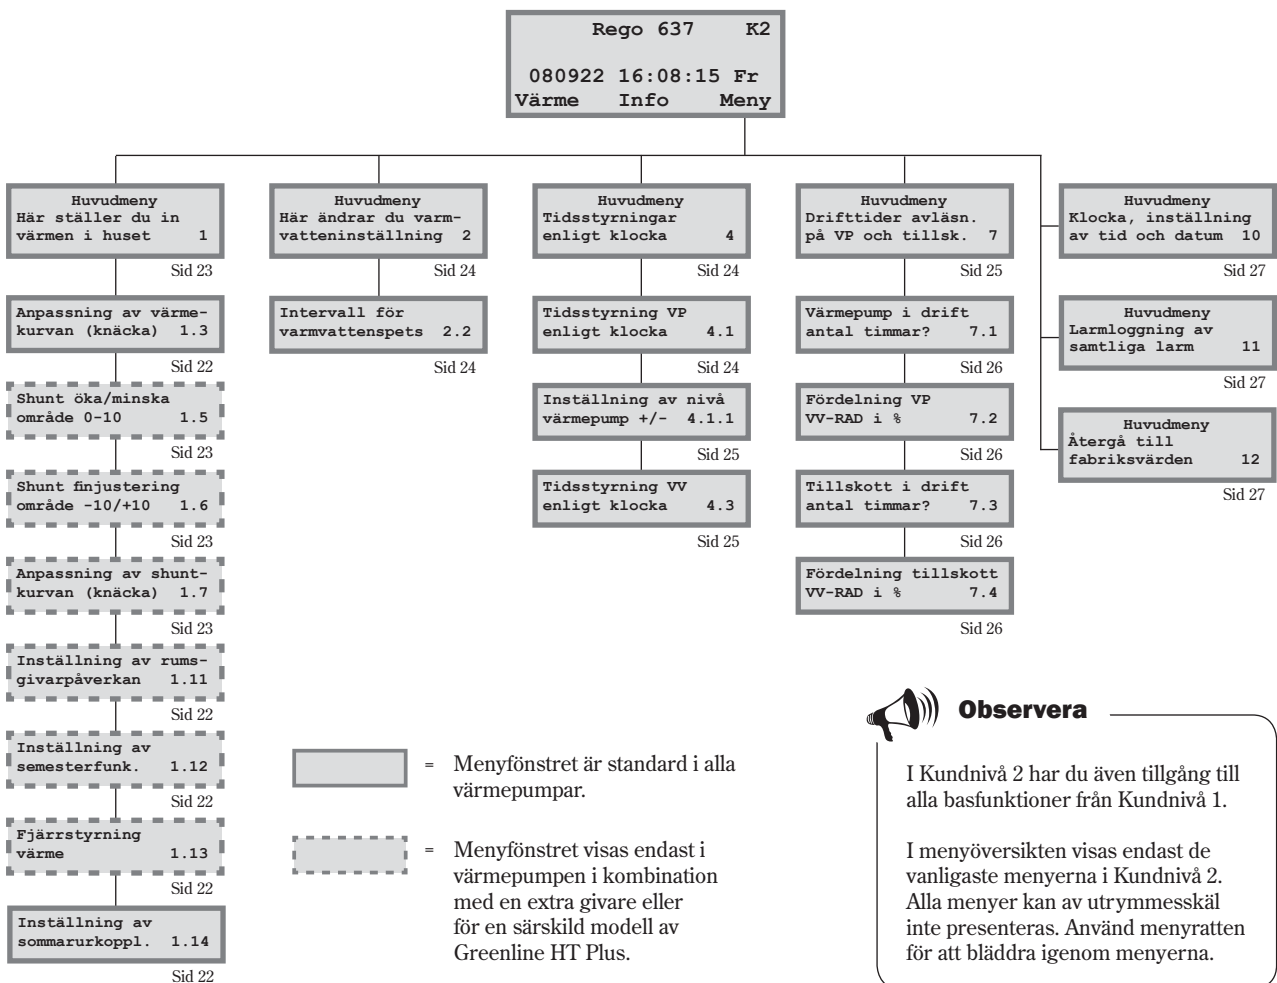 Rego 637 K2
080922 16:08:15 Fr
Värme Info Meny
Huvudmeny
Här ställer du in
värmen i huset 1
Sid 23
Anpassning av värme-
kurvan (knäcka) 1.3
Sid 22
Shunt öka/minska
område 0-10 1.5
Sid 23
Shunt finjustering
område -10/+10 1.6
Sid 23
Anpassning av shunt-
kurvan (knäcka) 1.7
Sid 23
Inställning av rums-
givarpåverkan 1.11
Sid 22
Inställning av
semesterfunk. 1.12
Sid 22
Fjärrstyrning
värme 1.13
Sid 22
Inställning av
sommarurkoppl. 1.14
Sid 22
Huvudmeny
Här ändrar du varm-
vatteninställning 2
Sid 24
Intervall för
varmvattenspets 2.2
Sid 24
Huvudmeny
Tidsstyrningar
enligt klocka 4
Sid 24
Tidsstyrning VP
enligt klocka 4.1
Sid 24
Inställning av nivå
värmepump +/- 4.1.1
Sid 25
Tidsstyrning VV
enligt klocka 4.3
Sid 25
Huvudmeny
Drifttider avläsn.
på VP och tillsk. 7
Sid 25
Värmepump i drift
antal timmar? 7.1
Sid 26
Fördelning VP
VV-RAD i % 7.2
Sid 26
Tillskott i drift
antal timmar? 7.3
Sid 26
Fördelning tillskott
VV-RAD i % 7.4
Sid 26
Huvudmeny
Klocka, inställning
av tid och datum 10
Sid 27
Huvudmeny
Larmloggning av
samtliga larm 11
Sid 27
Huvudmeny
Återgå till
fabriksvärden 12
Sid 27
= Menyfönstret är standard i alla
värmepumpar.
= Menyfönstret visas endast i
värmepumpen i kombination
med en extra givare eller
för en särskild modell av
Greenline HT Plus.
Observera
I Kundnivå 2 har du även tillgång till
alla basfunktioner från Kundnivå 1.
I menyöversikten visas endast de
vanligaste menyerna i Kundnivå 2.
Alla menyer kan av utrymmesskäl
inte presenteras. Använd menyratten
för att bläddra igenom menyerna.